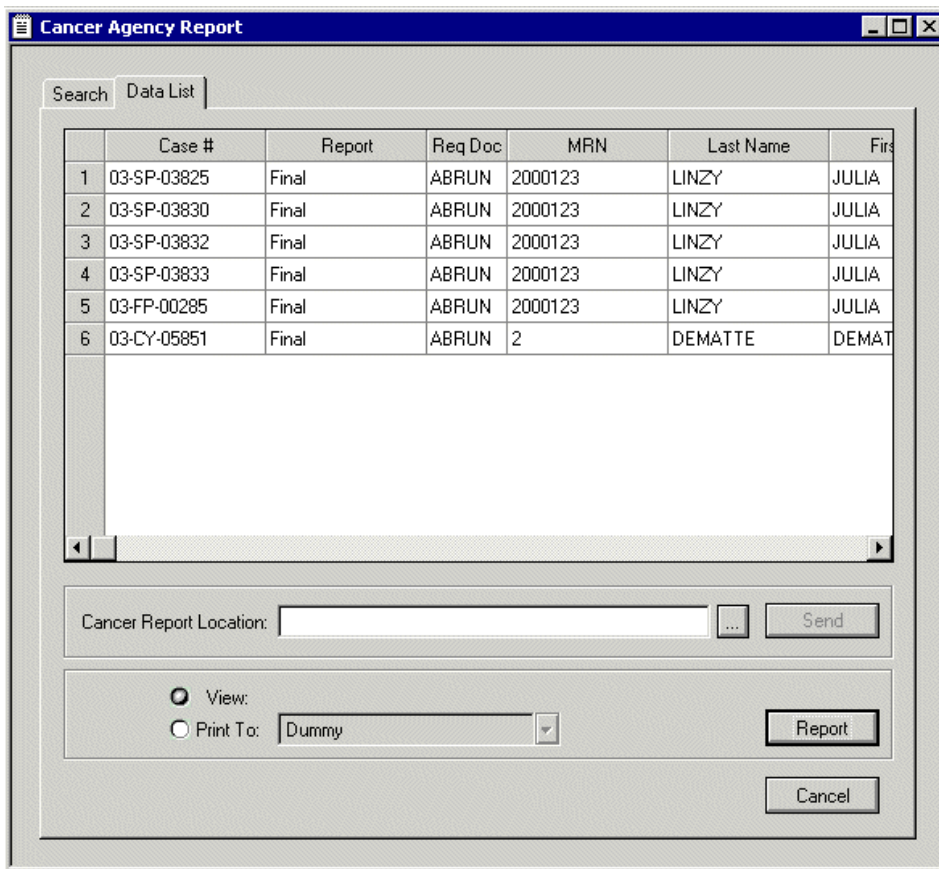 Cancer Agency Report
Search Data List
Case # Report Req Doc MRN Last Name Firs
1 03-SP-03825 Final ABRUN 2000123 LINZY JULIA
2 03-SP-03830 Final ABRUN 2000123 LINZY JULIA
3 03-SP-03832 Final ABRUN 2000123 LINZY JULIA
4 03-SP-03833 Final ABRUN 2000123 LINZY JULIA
5 03-FP-00285 Final ABRUN 2000123 LINZY JULIA
6 03-CY-05851 Final ABRUN 2 DEMATTE DEMAT
Cancer Report Location: ... Send
View:
Print To: Dummy Report
Cancel